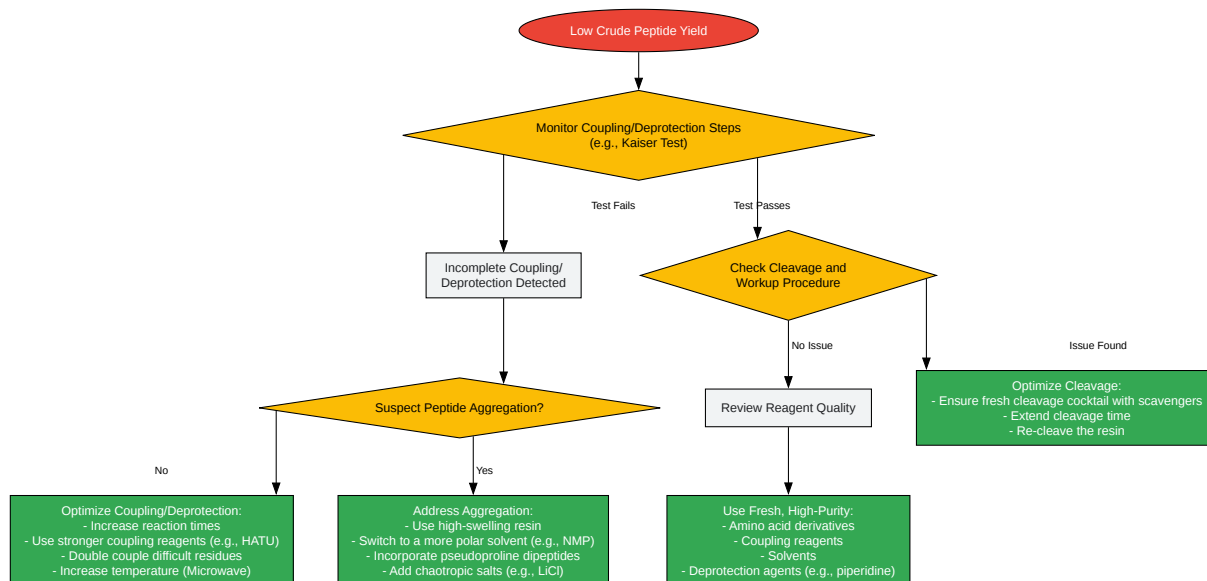 Low Crude Peptide Yield
Monitor Coupling/Deprotection Steps
(e.g., Kaiser Test)
Test Fails
Test Passes
Incomplete Coupling/
Deprotection Detected
Check Cleavage and
Workup Procedure
No Issue
Issue Found
Suspect Peptide Aggregation?
Review Reagent Quality
Optimize Cleavage:
- Ensure fresh cleavage cocktail with scavengers
- Extend cleavage time
- Re-cleave the resin
No
Yes
Optimize Coupling/Deprotection:
- Increase reaction times
- Use stronger coupling reagents (e.g., HATU)
- Double couple difficult residues
- Increase temperature (Microwave)
Address Aggregation:
- Use high-swelling resin
- Switch to a more polar solvent (e.g., NMP)
- Incorporate pseudoproline dipeptides
- Add chaotropic salts (e.g., LiCl)
Use Fresh, High-Purity:
- Amino acid derivatives
- Coupling reagents
- Solvents
- Deprotection agents (e.g., piperidine)